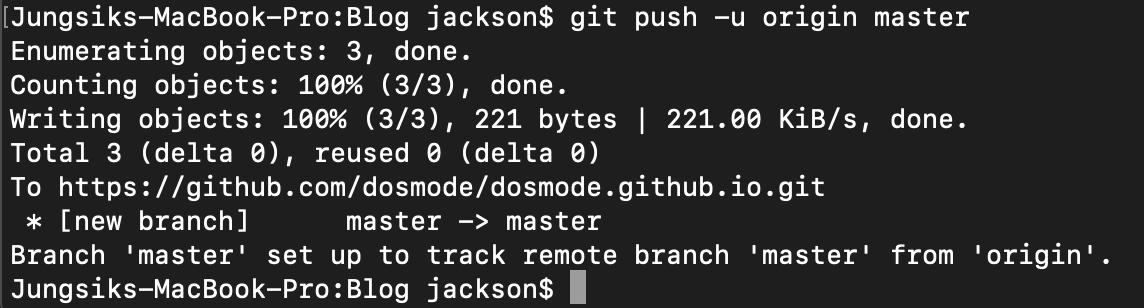 [Jungsiks-MacBook-Pro:Blog jackson$ git push -u origin master
Enumerating objects: 3, done.
Counting objects: 100% (3/3), done.
Writing objects: 100% (3/3), 221 bytes | 221.00 KiB/s, done.
Total 3 (delta 0), reused 0 (delta 0)
To https://github.com/dosmode/dosmode.github.io.git
 * [new branch]      master -> master
Branch 'master' set up to track remote branch 'master' from 'origin'.
Jungsiks-MacBook-Pro:Blog jackson$